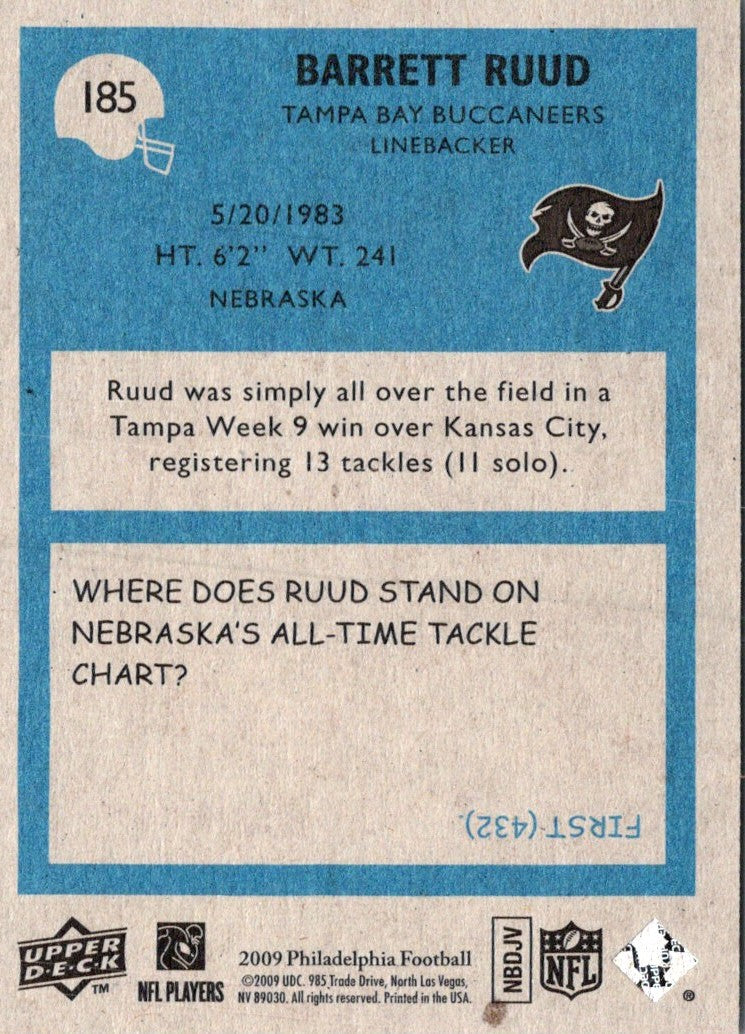 185
BARRETT RUUD
TAMPA BAY BUCCANEERS
LINEBACKER
5/20/1983
HT. 6'2" WT. 241
NEBRASKA
Ruud was simply all over the field in a
Tampa Week 9 win over Kansas City,
registering 13 tackles (11 solo).
WHERE DOES RUUD STAND ON
NEBRASKA'S ALL-TIME TACKLE
CHART?
FIRST (432).
UPPER
D·E·C·K
TM
NFL PLAYERS
2009 Philadelphia Football
©2009 UDC. 985 Trade Drive, North Las Vegas,
NV 89030. All rights reserved. Printed in the USA.
NBDJV
NFL
®